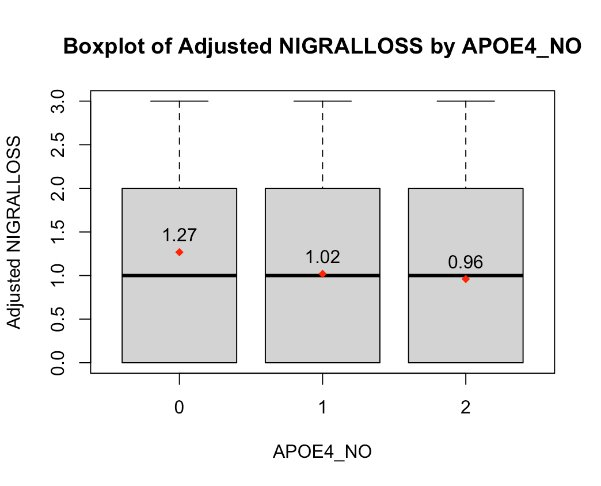 Boxplot of Adjusted NIGRALLOSS by APOE4_NO
Adjusted NIGRALLOSS
3.0
2.5
2.0
1.5
1.0
0.5
0.0
1.27
1.02
0.96
0 1 2
APOE4_NO